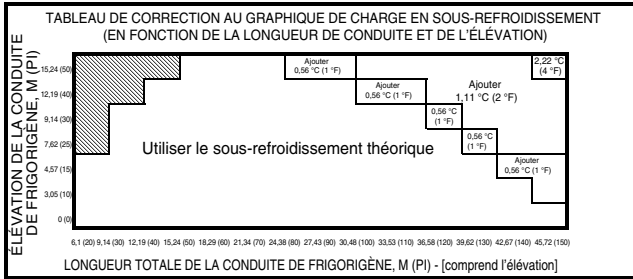 TABLEAU DE CORRECTION AU GRAPHIQUE DE CHARGE EN SOUS-REFROIDISSEMENT
(EN FONCTION DE LA LONGUEUR DE CONDUITE ET DE L'ÉLÉVATION)
ÉLÉVATION DE LA CONDUITE
DE FRIGORIGÈNE, M (PI)
15,24 (50)
12,19 (40)
9,14 (30)
7,62 (25)
4,57 (15)
3,05 (10)
0 (0)
Ajouter
0,56 °C (1 °F)
2,22 °C
(4 °F)
Ajouter
0,56 °C (1 °F)
Ajouter
1,11 °C (2 °F)
0,56 °C
(1 °F)
0,56 °C
(1 °F)
Utiliser le sous-refroidissement théorique
Ajouter
0,56 °C (1 °F)
6,1 (20) 9,14 (30) 12,19 (40) 15,24 (50) 18,29 (60) 21,34 (70) 24,38 (80) 27,43 (90) 30,48 (100) 33,53 (110) 36,58 (120) 39,62 (130) 42,67 (140) 45,72 (150)
LONGUEUR TOTALE DE LA CONDUITE DE FRIGORIGÈNE, M (PI) - [comprend l'élévation]